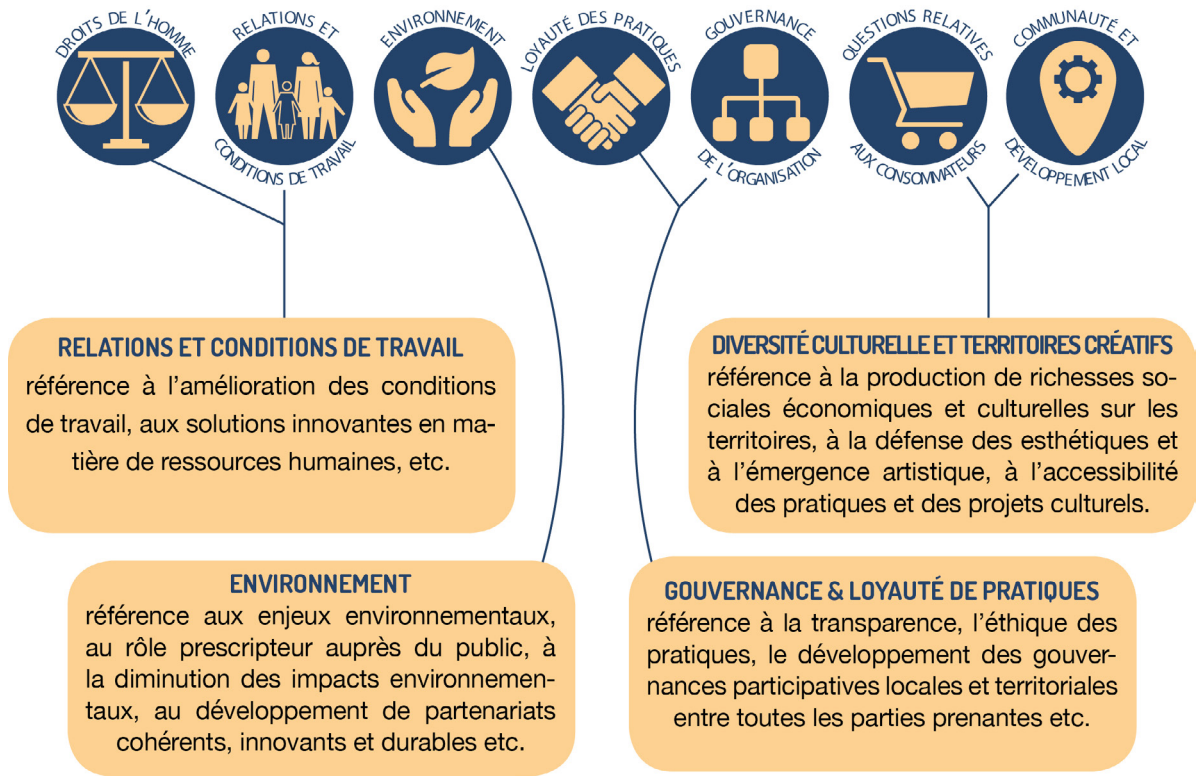 DROITS DE L'HOMME
RELATIONS ET
CONDITIONS DE TRAVAIL
ENVIRONNEMENT
LOYAUTÉ DES PRATIQUES
GOUVERNANCE
DE L'ORGANISATION
QUESTIONS RELATIVES
AUX CONSOMMATEURS
COMMUNAUTÉ ET
DÉVELOPPEMENT LOCAL
RELATIONS ET CONDITIONS DE TRAVAIL
référence à l'amélioration des conditions
de travail, aux solutions innovantes en ma-
tière de ressources humaines, etc.
DIVERSITÉ CULTURELLE ET TERRITOIRES CRÉATIFS
référence à la production de richesses so-
ciales économiques et culturelles sur les
territoires, à la défense des esthétiques et
à l'émergence artistique, à l'accessibilité
des pratiques et des projets culturels.
ENVIRONNEMENT
référence aux enjeux environnementaux,
au rôle prescripteur auprès du public, à
la diminution des impacts environnemen-
taux, au développement de partenariats
cohérents, innovants et durables etc.
GOUVERNANCE & LOYAUTÉ DE PRATIQUES
référence à la transparence, l'éthique des
pratiques, le développement des gouver-
nances participatives locales et territoriales
entre toutes les parties prenantes etc.